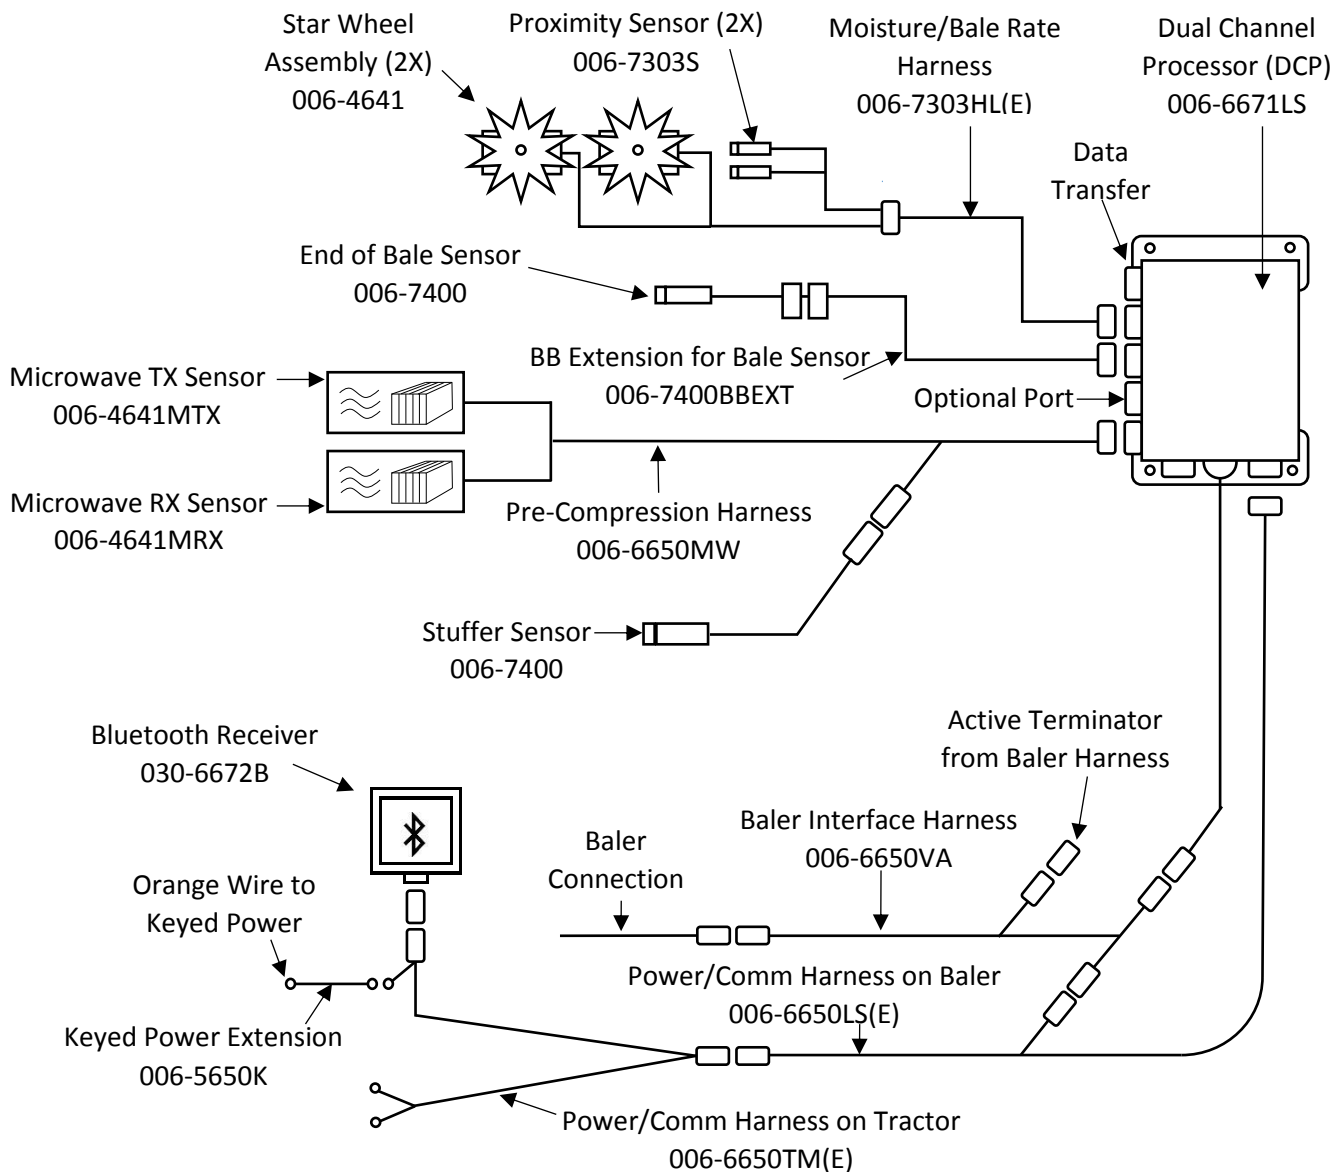 Star Wheel
Assembly (2X)
006-4641
Proximity Sensor (2X)
006-7303S
Moisture/Bale Rate
Harness
006-7303HL(E)
Dual Channel
Processor (DCP)
006-6671LS
Data
Transfer
End of Bale Sensor
006-7400
BB Extension for Bale Sensor
006-7400BBEXT
Optional Port
Microwave TX Sensor
006-4641MTX
Microwave RX Sensor
006-4641MRX
Pre-Compression Harness
006-6650MW
Stuffer Sensor
006-7400
Bluetooth Receiver
030-6672B
Active Terminator
from Baler Harness
Baler Interface Harness
006-6650VA
Baler
Connection
Orange Wire to
Keyed Power
Power/Comm Harness on Baler
006-6650LS(E)
Keyed Power Extension
006-5650K
Power/Comm Harness on Tractor
006-6650TM(E)